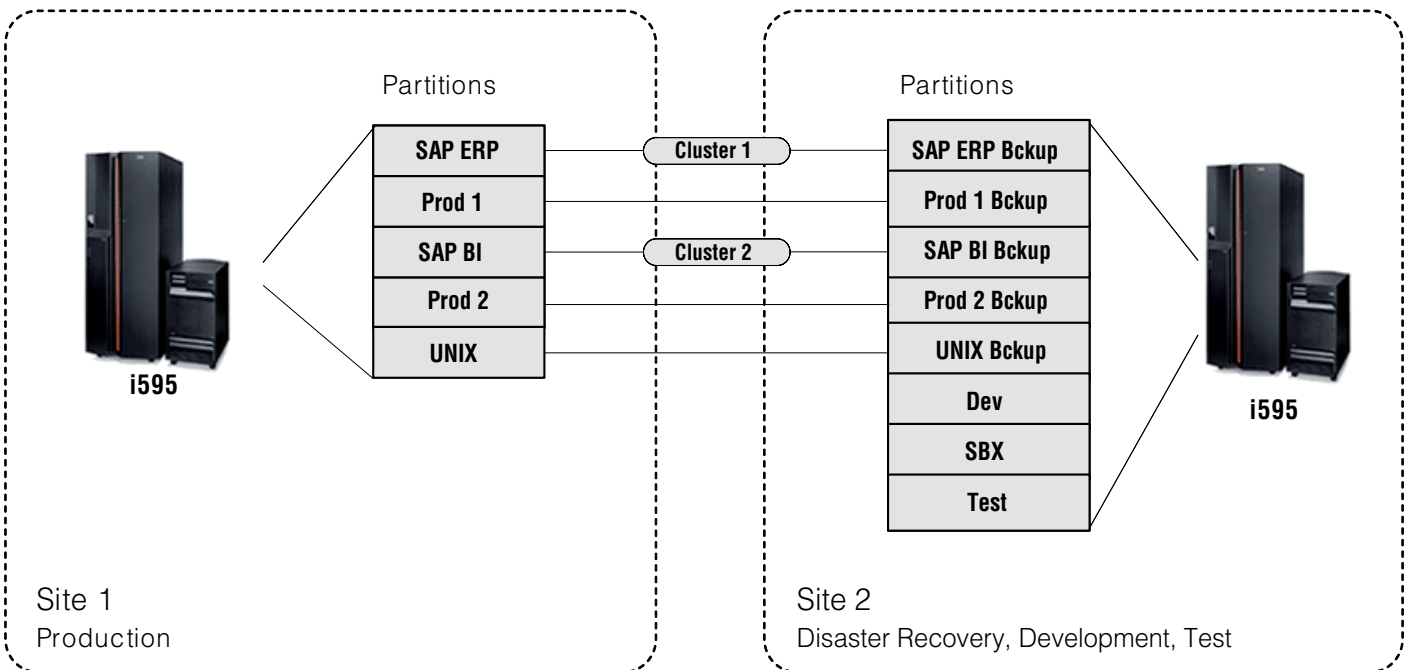 Partitions
SAP ERP
Prod 1
SAP BI
Prod 2
UNIX
i595
Site 1
Production
Cluster 1
Cluster 2
Partitions
SAP ERP Bckup
Prod 1 Bckup
SAP BI Bckup
Prod 2 Bckup
UNIX Bckup
Dev
SBX
Test
i595
Site 2
Disaster Recovery, Development, Test